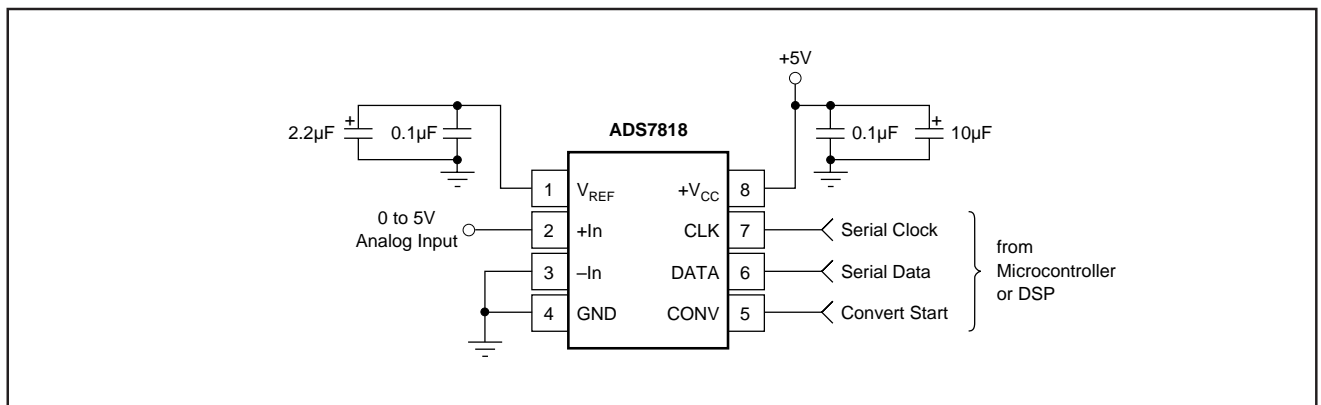 +5V
2.2µF
+
0.1µF
ADS7818
0.1µF
+
10µF
1
V_REF
+V_CC
8
0 to 5V
Analog Input
2
+In
CLK
7
Serial Clock
3
–In
DATA
6
Serial Data
4
GND
CONV
5
Convert Start
from
Microcontroller
or DSP